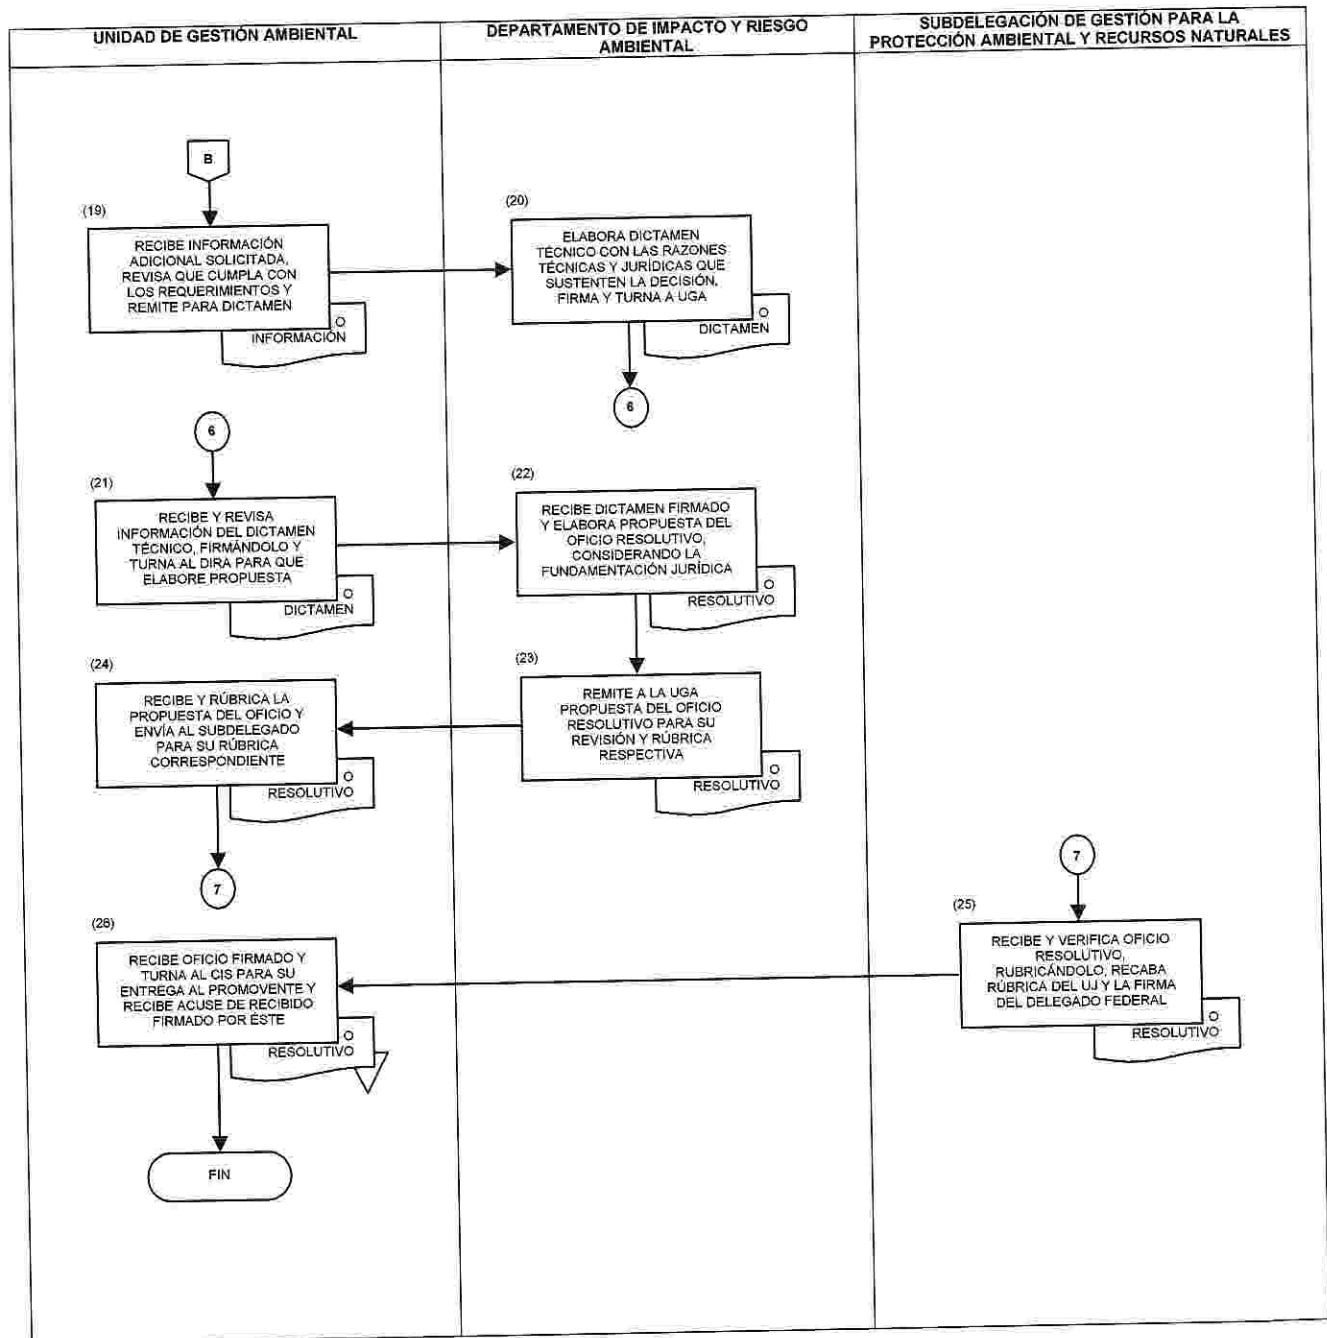 UNIDAD DE GESTIÓN AMBIENTAL
DEPARTAMENTO DE IMPACTO Y RIESGO
AMBIENTAL
SUBDELEGACIÓN DE GESTIÓN PARA LA
PROTECCIÓN AMBIENTAL Y RECURSOS NATURALES
B
(19)
RECIBE INFORMACIÓN
ADICIONAL SOLICITADA,
REVISA QUE CUMPLA CON
LOS REQUERIMIENTOS Y
REMITE PARA DICTAMEN
O
INFORMACIÓN
(20)
ELABORA DICTAMEN
TÉCNICO CON LAS RAZONES
TÉCNICAS Y JURÍDICAS QUE
SUSTENTEN LA DECISIÓN,
FIRMA Y TURNA A UGA
O
DICTAMEN
6
6
(21)
RECIBE Y REVISA
INFORMACIÓN DEL DICTAMEN
TÉCNICO, FIRMÁNDOLO Y
TURNA AL DIRA PARA QUE
ELABORE PROPUESTA
O
DICTAMEN
(22)
RECIBE DICTAMEN FIRMADO
Y ELABORA PROPUESTA DEL
OFICIO RESOLUTIVO,
CONSIDERANDO LA
FUNDAMENTACIÓN JURÍDICA
O
RESOLUTIVO
(23)
REMITE A LA UGA
PROPUESTA DEL OFICIO
RESOLUTIVO PARA SU
REVISIÓN Y RÚBRICA
RESPECTIVA
O
RESOLUTIVO
(24)
RECIBE Y RÚBRICA LA
PROPUESTA DEL OFICIO Y
ENVÍA AL SUBDELEGADO
PARA SU RÚBRICA
CORRESPONDIENTE
O
RESOLUTIVO
7
7
(25)
RECIBE Y VERIFICA OFICIO
RESOLUTIVO,
RUBRICÁNDOLO, RECABA
RÚBRICA DEL UJ Y LA FIRMA
DEL DELEGADO FEDERAL
O
RESOLUTIVO
(26)
RECIBE OFICIO FIRMADO Y
TURNA AL CIS PARA SU
ENTREGA AL PROMOVENTE Y
RECIBE ACUSE DE RECIBIDO
FIRMADO POR ÉSTE
O
RESOLUTIVO
FIN